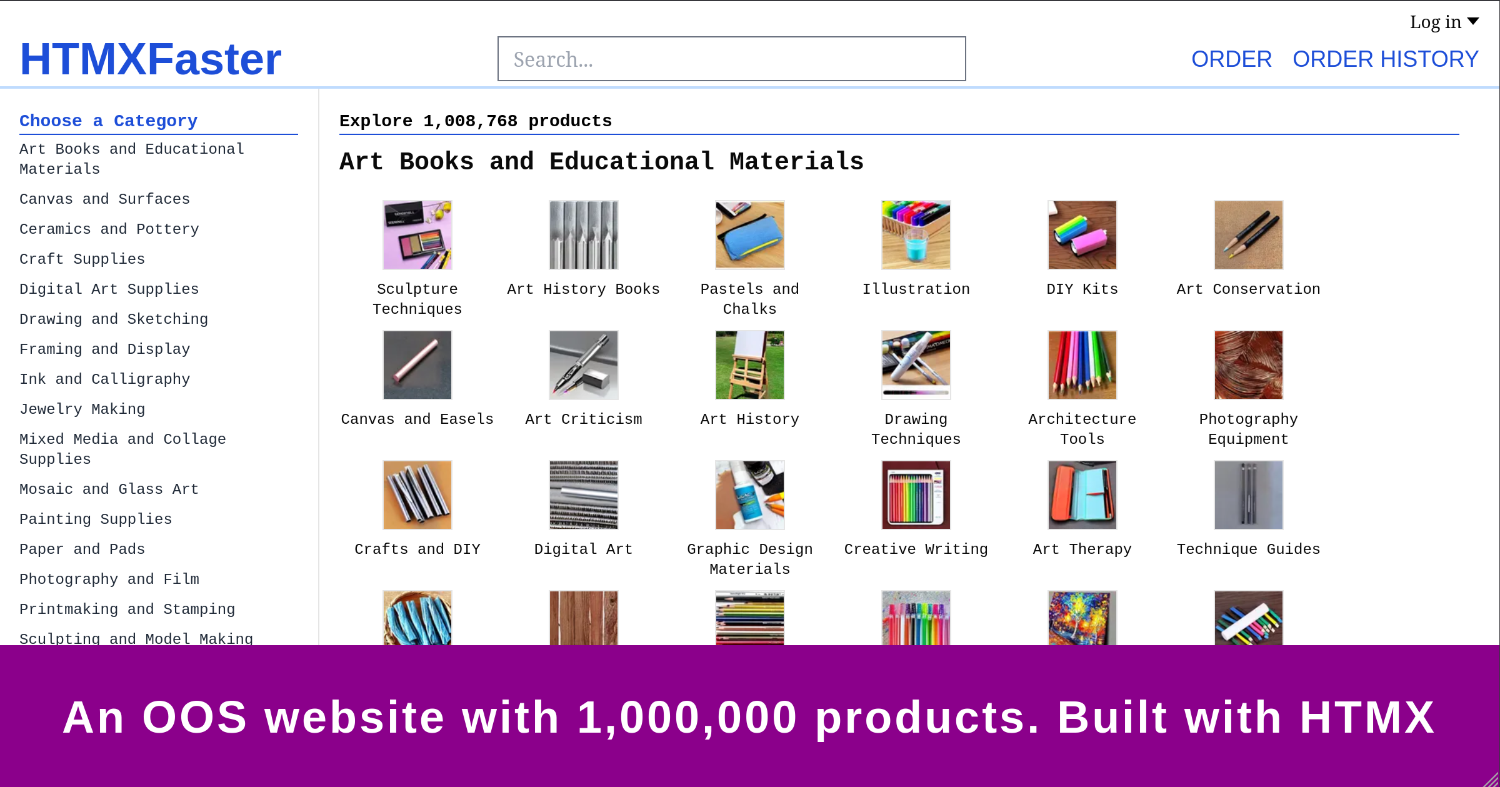 Log in
HTMXFaster
Search...
ORDER
ORDER HISTORY
Choose a Category
Art Books and Educational
Materials
Canvas and Surfaces
Ceramics and Pottery
Craft Supplies
Digital Art Supplies
Drawing and Sketching
Framing and Display
Ink and Calligraphy
Jewelry Making
Mixed Media and Collage
Supplies
Mosaic and Glass Art
Painting Supplies
Paper and Pads
Photography and Film
Printmaking and Stamping
Sculpting and Model Making
Explore 1,008,768 products
Art Books and Educational Materials
Sculpture
Techniques
Art History Books
Pastels and
Chalks
Illustration
DIY Kits
Art Conservation
Canvas and Easels
Art Criticism
Art History
Drawing
Techniques
Architecture
Tools
Photography
Equipment
Crafts and DIY
Digital Art
Graphic Design
Materials
Creative Writing
Art Therapy
Technique Guides
An OOS website with 1,000,000 products. Built with HTMX